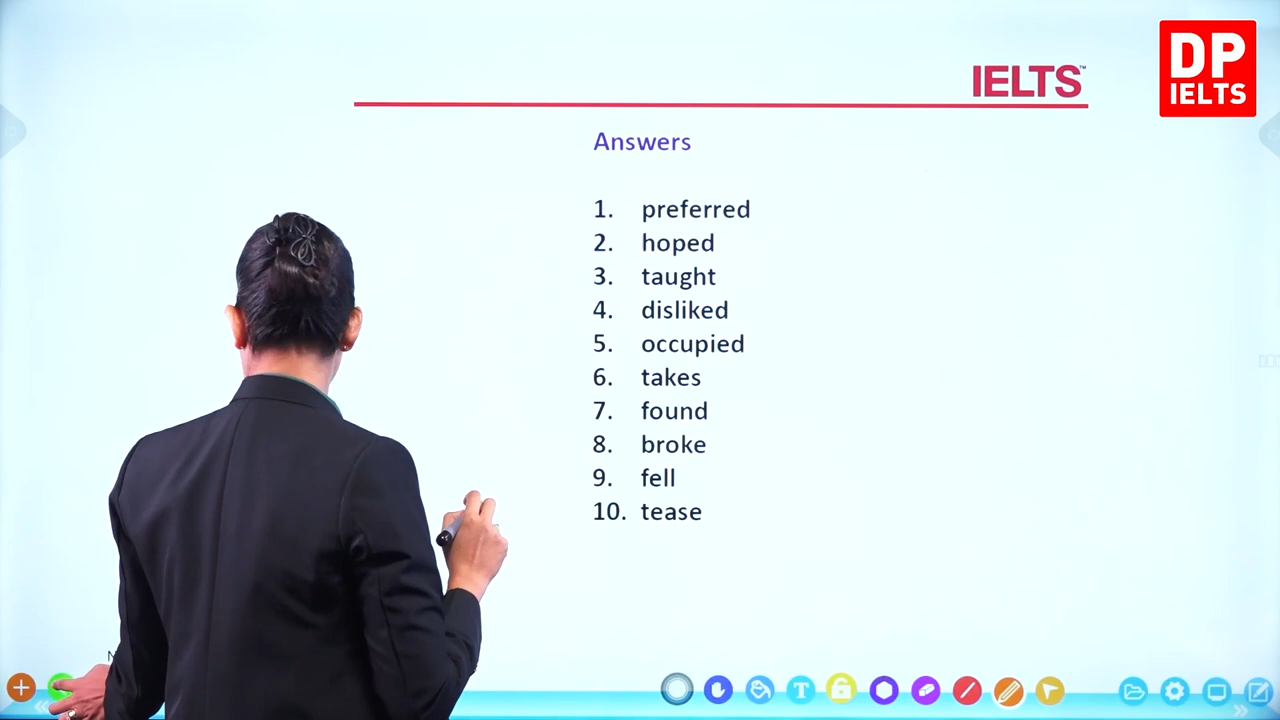 IELTS™
DP
IELTS
Answers
1. preferred
2. hoped
3. taught
4. disliked
5. occupied
6. takes
7. found
8. broke
9. fell
10. tease
T